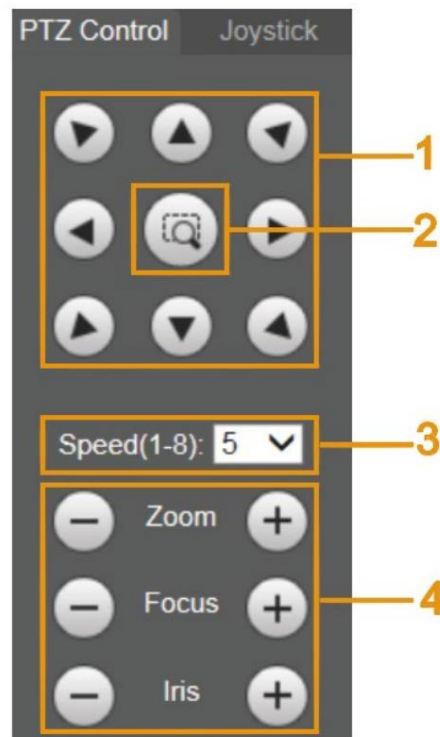 PTZ Control Joystick
1
2
Speed(1-8): 5
3
Zoom
Focus
4
Iris